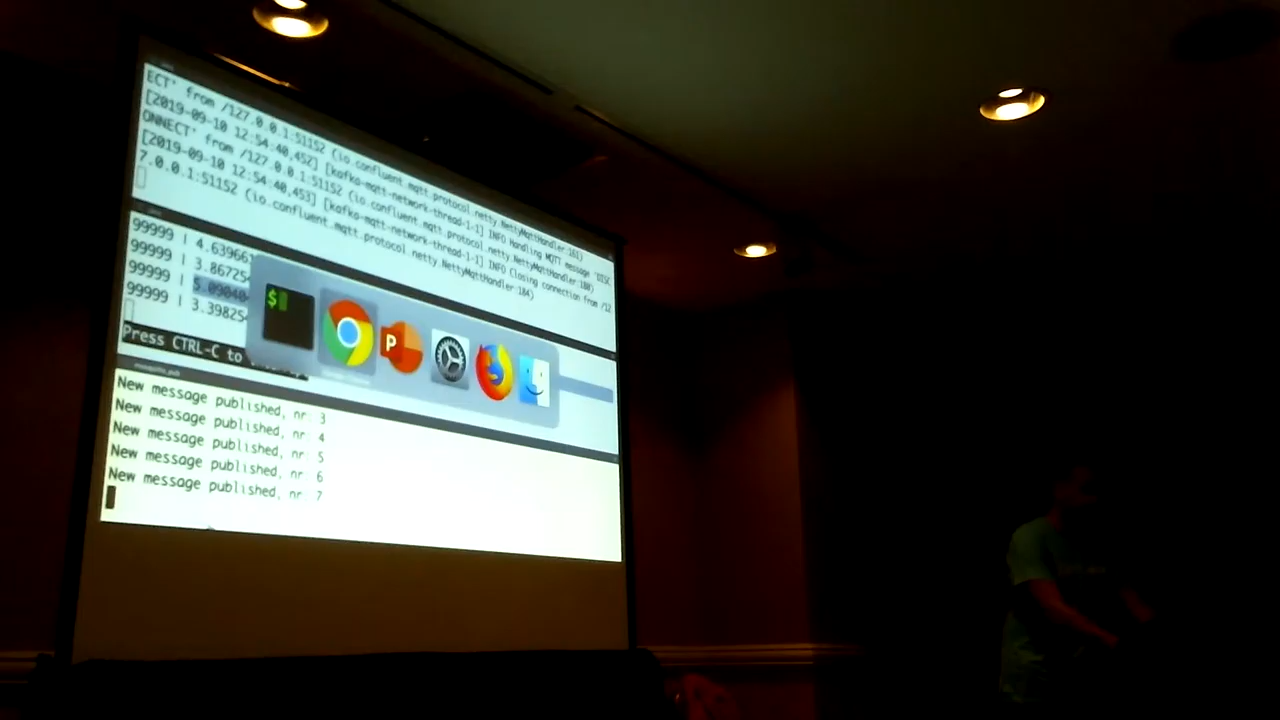 ECT' from /127.0.0.1:51152 (io.confluent.mqtt.protocol.netty.NettyMqttHandler:161)
[2019-09-10 12:54:40,452] [kafka-mqtt-network-thread-1-1] INFO Handling MQTT message 'DISC
ONNECT' from /127.0.0.1:51152 (io.confluent.mqtt.protocol.netty.NettyMqttHandler:180)
[2019-09-10 12:54:40,453] [kafka-mqtt-network-thread-1-1] INFO Closing connection from /12
7.0.0.1:51152 (io.confluent.mqtt.protocol.netty.NettyMqttHandler:184)
99999 | 4.63966
99999 | 3.86725
99999 | 5.09040
99999 | 3.39825
Press CTRL-C to
mosquito_pub
New message published, nr: 3
New message published, nr: 4
New message published, nr: 5
New message published, nr: 6
New message published, nr: 7